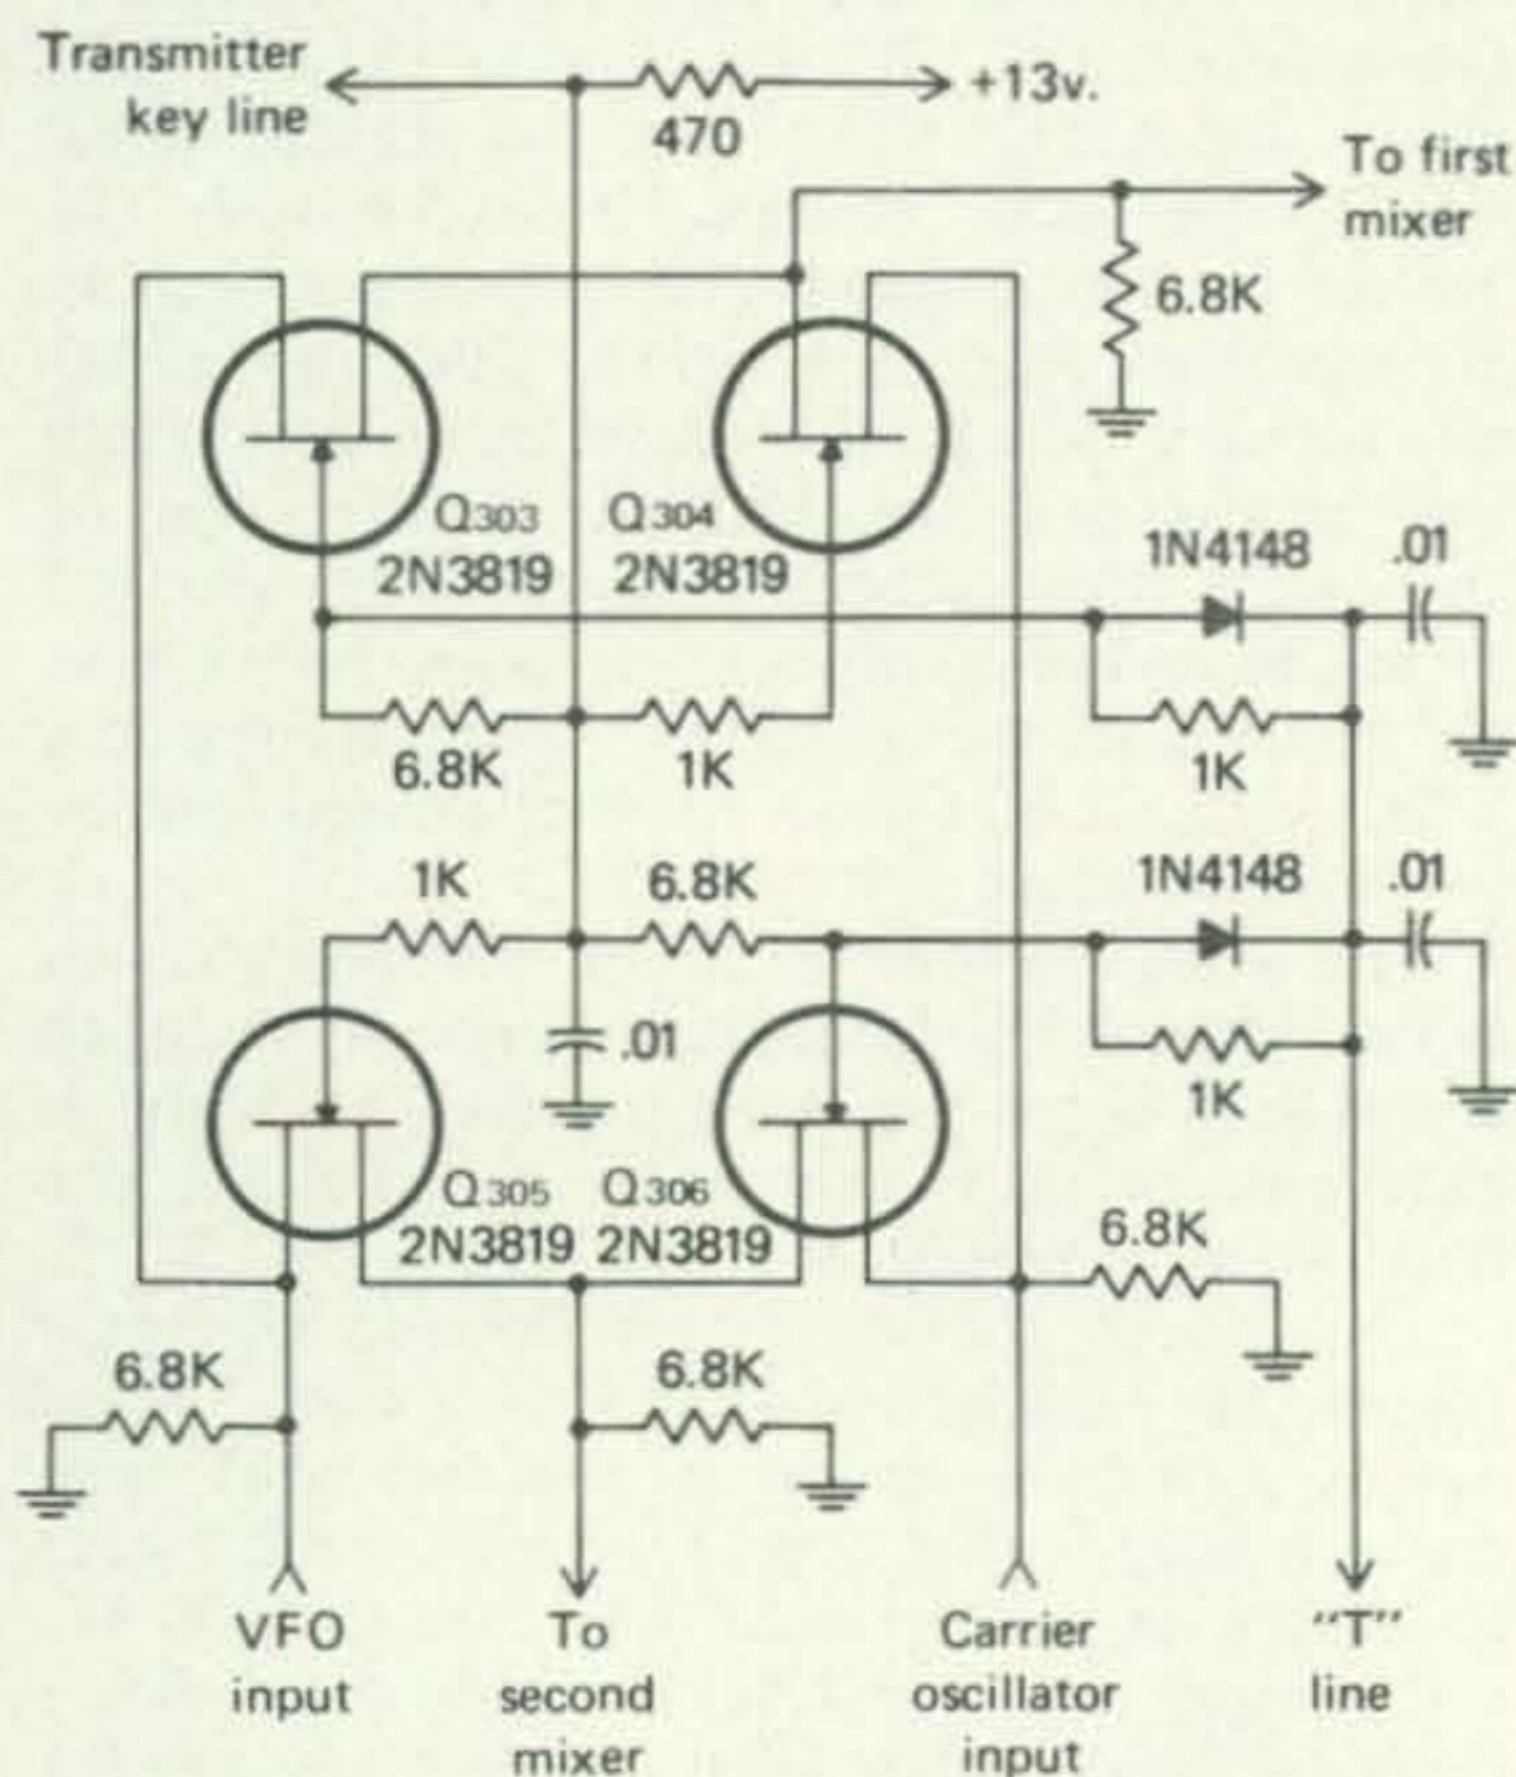 Transmitter
key line
+13v.
470
To first
mixer
6.8K
Q303
2N3819
Q304
2N3819
1N4148
.01
6.8K
1K
1K
1K
6.8K
1N4148
.01
.01
1K
Q305
2N3819
Q306
2N3819
6.8K
6.8K
6.8K
VFO
input
To
second
mixer
Carrier
oscillator
input
"T"
line